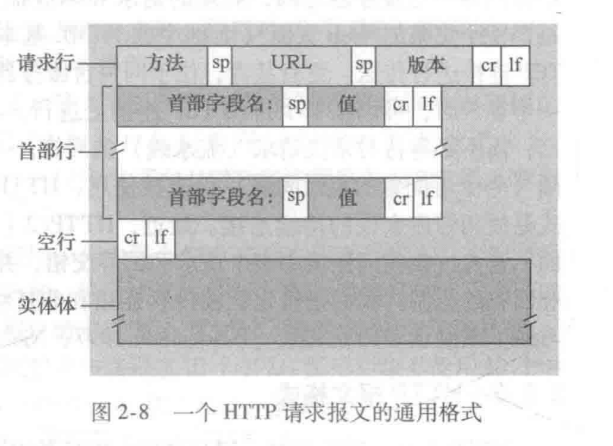 请求行 方法 sp URL sp 版本 cr lf
首部字段名: sp 值 cr lf
首部行
首部字段名: sp 值 cr lf
空行 cr lf
实体体
图 2-8 一个 HTTP 请求报文的通用格式